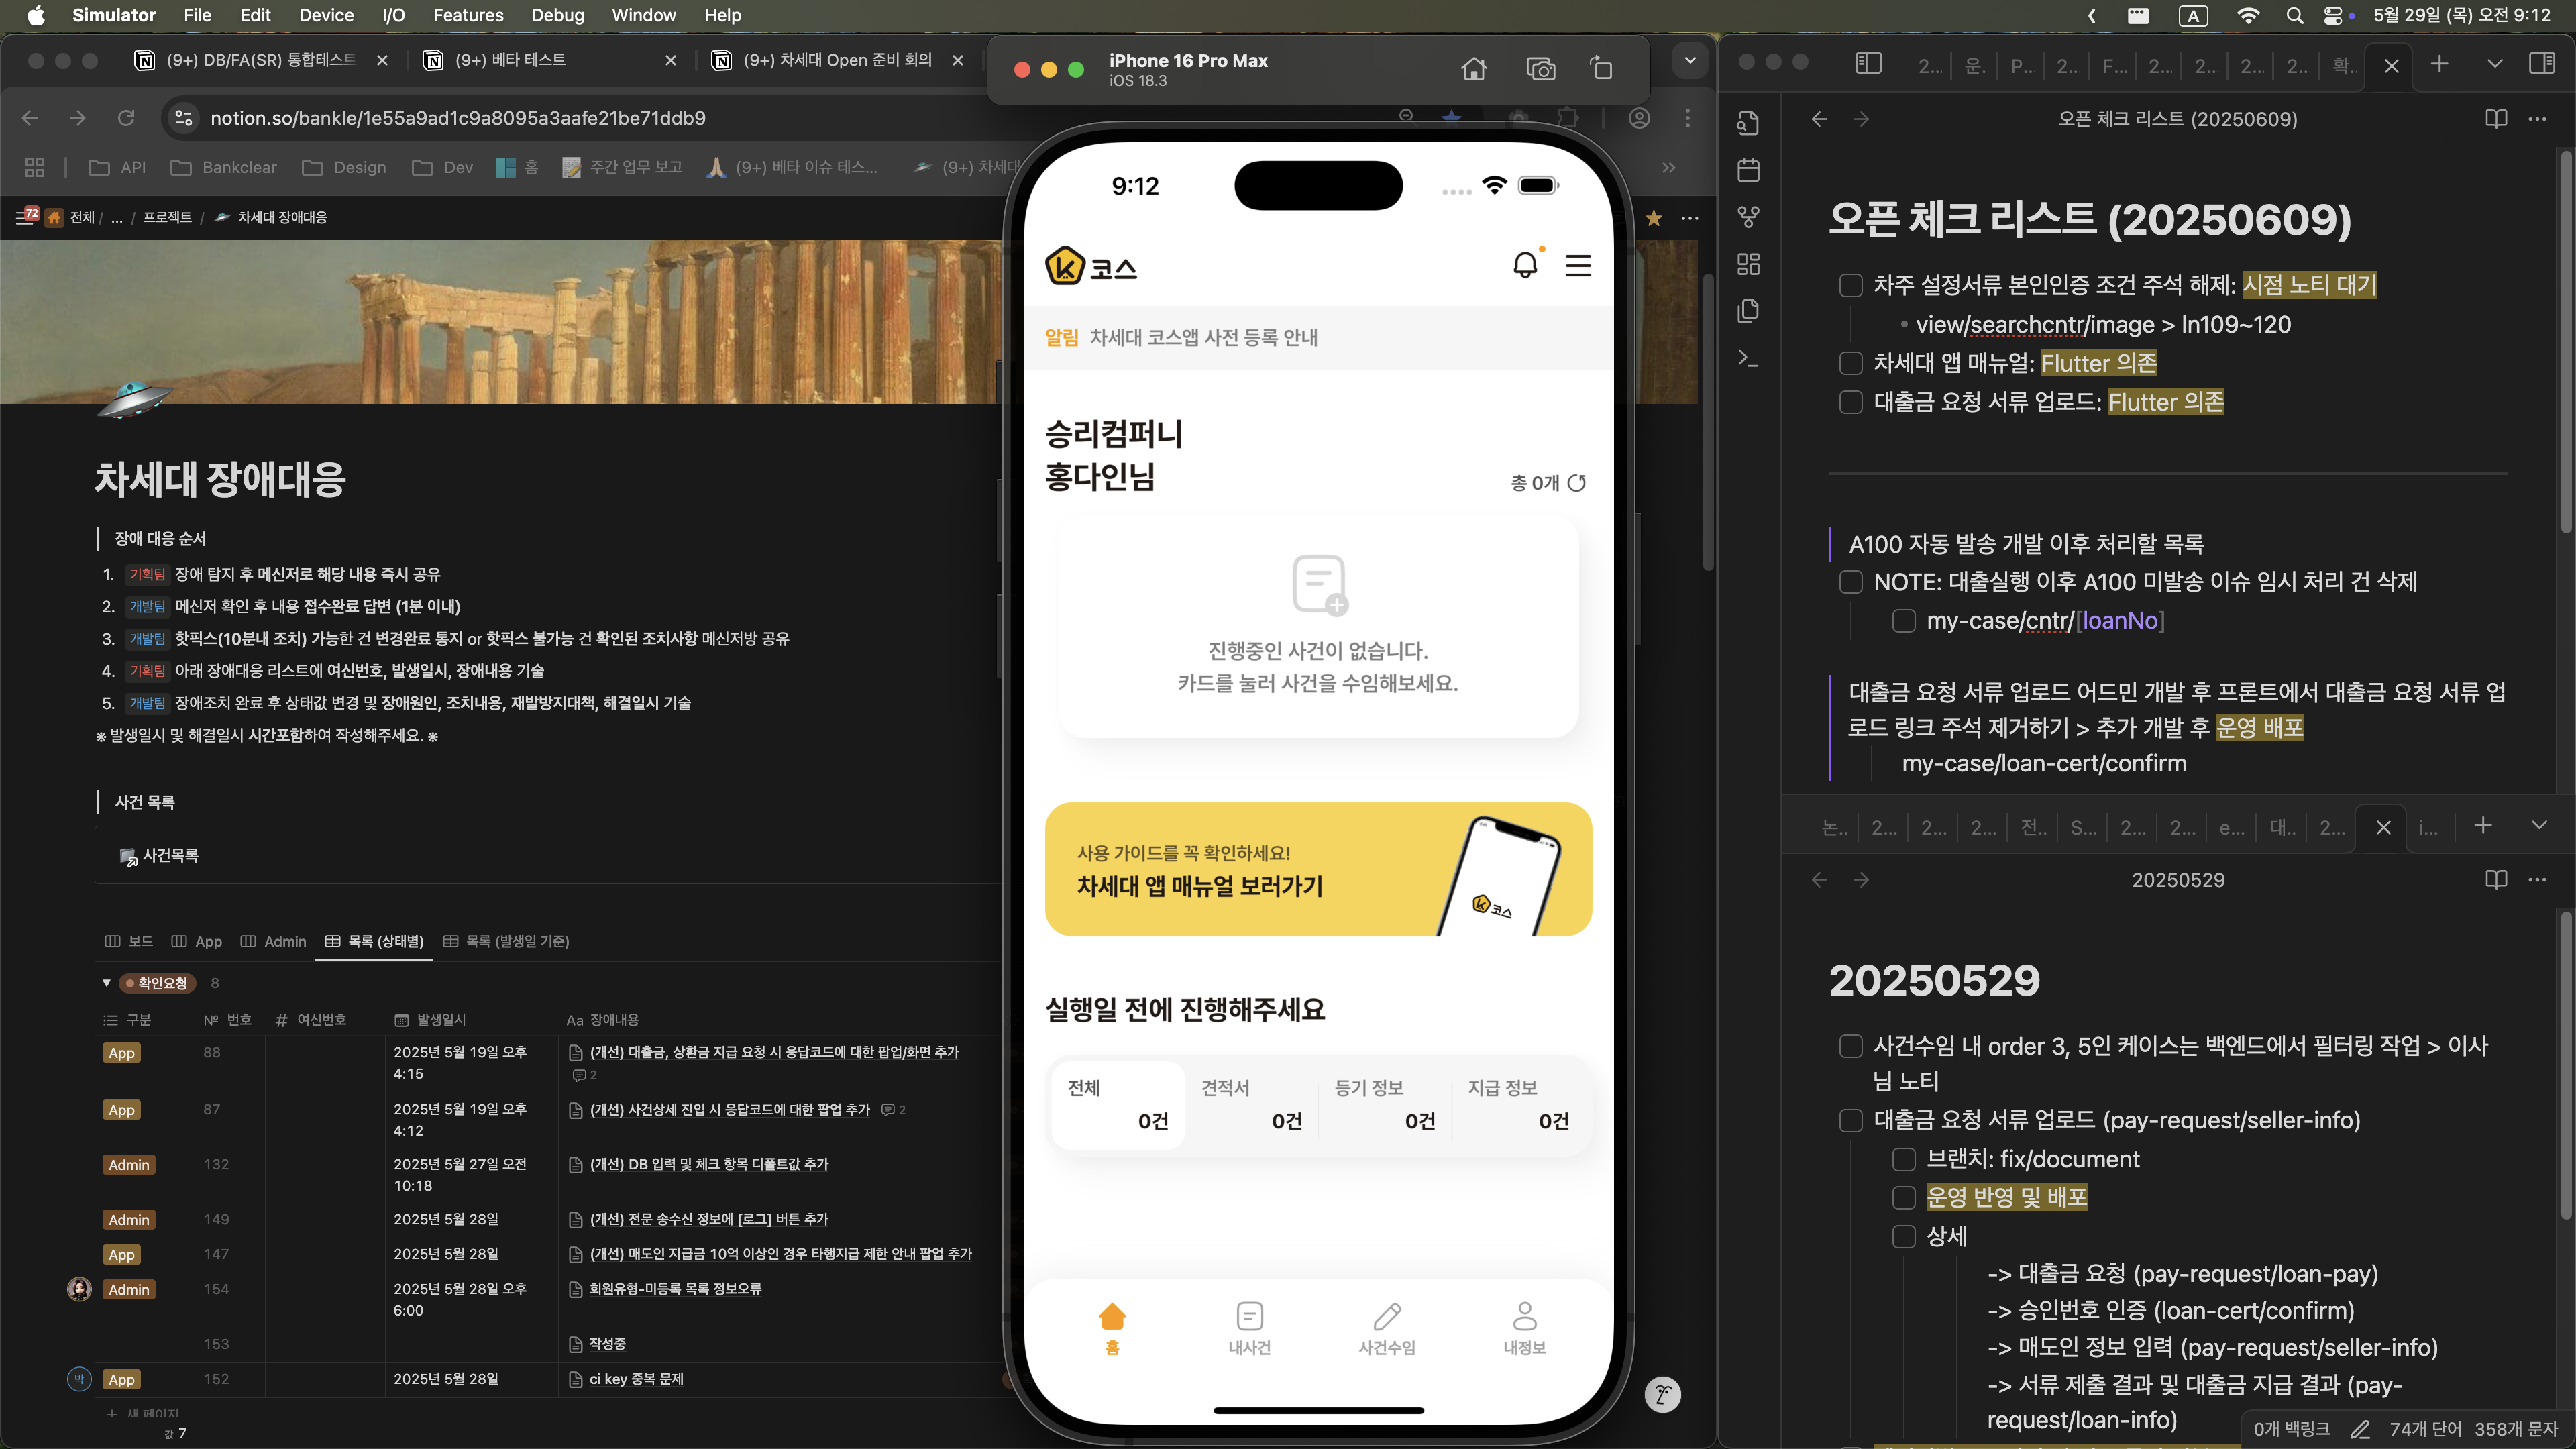 Simulator File Edit Device I/O Features Debug Window Help
A 5월 29일 (목) 오전 9:12
(9+) DB/FA(SR) 통합테스트
(9+) 베타 테스트
(9+) 차세대 Open 준비 회의
notion.so/bankle/1e55a9ad1c9a8095a3aafe21be71ddb9
API Bankclear Design Dev 홈 주간 업무 보고 (9+) 베타 이슈 테스... (9+) 차세대
72 전체 / ... / 프로젝트 / 차세대 장애대응
차세대 장애대응
장애 대응 순서
1. 기획팀 장애 탐지 후 메신저로 해당 내용 즉시 공유
2. 개발팀 메신저 확인 후 내용 접수완료 답변 (1분 이내)
3. 개발팀 핫픽스(10분내 조치) 가능한 건 변경완료 통지 or 핫픽스 불가능 건 확인된 조치사항 메신저방 공유
4. 기획팀 아래 장애대응 리스트에 여신번호, 발생일시, 장애내용 기술
5. 개발팀 장애조치 완료 후 상태값 변경 및 장애원인, 조치내용, 재발방지대책, 해결일시 기술
※ 발생일시 및 해결일시 시간포함하여 작성해주세요. ※
사건 목록
사건목록
보드 App Admin 목록 (상태별) 목록 (발생일 기준)
확인요청 8
구분 Nº 번호 # 여신번호 발생일시 Aa 장애내용
App 88 2025년 5월 19일 오후 4:15 (개선) 대출금, 상환금 지급 요청 시 응답코드에 대한 팝업/화면 추가 2
App 87 2025년 5월 19일 오후 4:12 (개선) 사건상세 진입 시 응답코드에 대한 팝업 추가 2
Admin 132 2025년 5월 27일 오전 10:18 (개선) DB 입력 및 체크 항목 디폴트값 추가
Admin 149 2025년 5월 28일 (개선) 전문 송수신 정보에 [로그] 버튼 추가
App 147 2025년 5월 28일 (개선) 매도인 지급금 10억 이상인 경우 타행지급 제한 안내 팝업 추가
Admin 154 2025년 5월 28일 오후 6:00 회원유형-미등록 목록 정보오류
153 작성중
박 App 152 2025년 5월 28일 ci key 중복 문제
+ 새 페이지
값 7
iPhone 16 Pro Max
iOS 18.3
9:12
k 코스
알림 차세대 코스앱 사전 등록 안내
승리컴퍼니
홍다인님
총 0개
진행중인 사건이 없습니다.
카드를 눌러 사건을 수임해보세요.
사용 가이드를 꼭 확인하세요!
차세대 앱 매뉴얼 보러가기
k 코스
실행일 전에 진행해주세요
전체 견적서 등기 정보 지급 정보
0건 0건 0건 0건
홈 내사건 사건수임 내정보
2... 운.. P... 2... F... 2... 2... 2... 2... 확..
오픈 체크 리스트 (20250609)
오픈 체크 리스트 (20250609)
차주 설정서류 본인인증 조건 주석 해제: 시점 노티 대기
• view/searchcntr/image > ln109~120
차세대 앱 매뉴얼: Flutter 의존
대출금 요청 서류 업로드: Flutter 의존
A100 자동 발송 개발 이후 처리할 목록
NOTE: 대출실행 이후 A100 미발송 이슈 임시 처리 건 삭제
my-case/cntr/[loanNo]
대출금 요청 서류 업로드 어드민 개발 후 프론트에서 대출금 요청 서류 업
로드 링크 주석 제거하기 > 추가 개발 후 운영 배포
my-case/loan-cert/confirm
논.. 2... 2... 2... 전.. S... 2... 2... e... 대.. 2... i...
20250529
20250529
사건수임 내 order 3, 5인 케이스는 백엔드에서 필터링 작업 > 이사
님 노티
대출금 요청 서류 업로드 (pay-request/seller-info)
브랜치: fix/document
운영 반영 및 배포
상세
-> 대출금 요청 (pay-request/loan-pay)
-> 승인번호 인증 (loan-cert/confirm)
-> 매도인 정보 입력 (pay-request/seller-info)
-> 서류 제출 결과 및 대출금 지급 결과 (pay-
request/loan-info)
0개 백링크 74개 단어 358개 문자